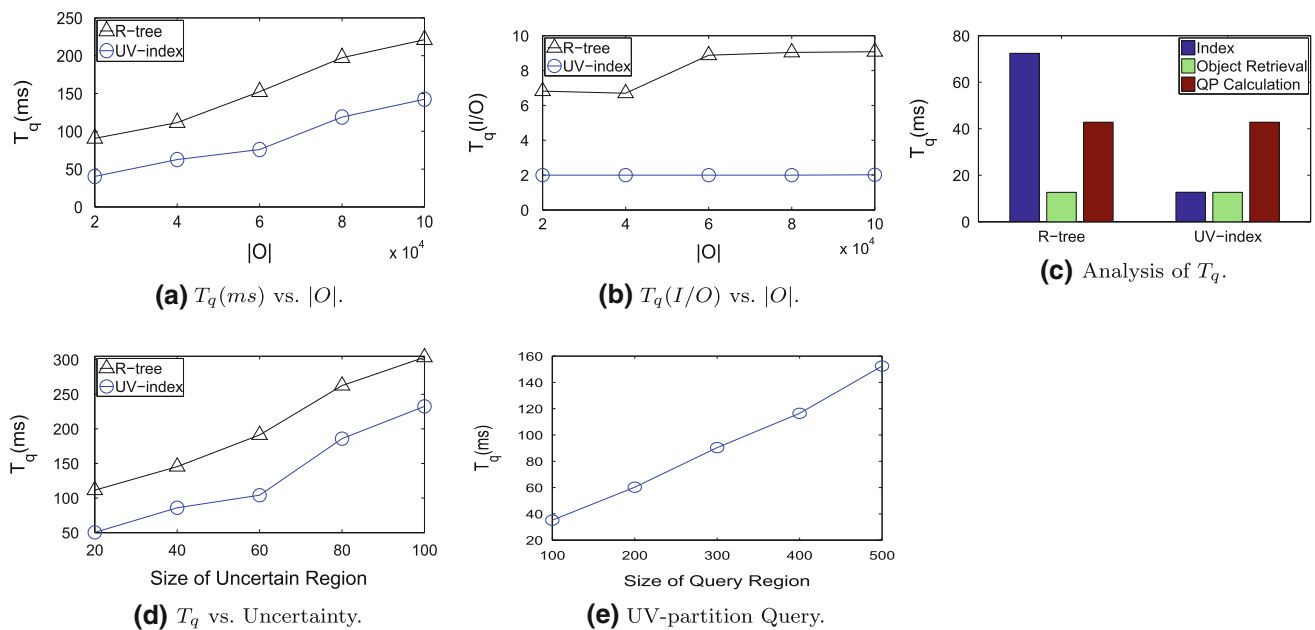 250
200
150
100
50
0
T_q(ms)
R-tree
UV-index
2 4 6 8 10
x 10^4
|O|
(a) T_q(ms) vs. |O|.
10
8
6
4
2
0
T_q(I/O)
R-tree
UV-index
2 4 6 8 10
x 10^4
|O|
(b) T_q(I/O) vs. |O|.
80
60
40
20
0
T_q(ms)
Index
Object Retrieval
QP Calculation
R-tree UV-index
(c) Analysis of T_q.
300
250
200
150
100
50
T_q(ms)
R-tree
UV-index
20 40 60 80 100
Size of Uncertain Region
(d) T_q vs. Uncertainty.
160
140
120
100
80
60
40
20
T_q(ms)
100 200 300 400 500
Size of Query Region
(e) UV-partition Query.